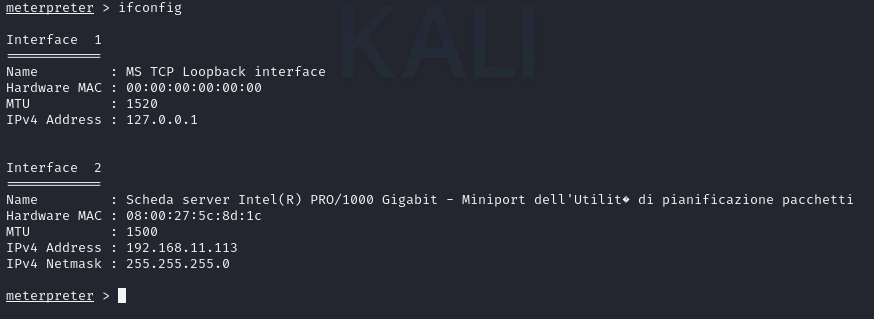 KALI
meterpreter > ifconfig
Interface  1
============
Name         : MS TCP Loopback interface
Hardware MAC : 00:00:00:00:00:00
MTU          : 1520
IPv4 Address : 127.0.0.1
Interface  2
============
Name         : Scheda server Intel(R) PRO/1000 Gigabit - Miniport dell'Utilit� di pianificazione pacchetti
Hardware MAC : 08:00:27:5c:8d:1c
MTU          : 1500
IPv4 Address : 192.168.11.113
IPv4 Netmask : 255.255.255.0
meterpreter >